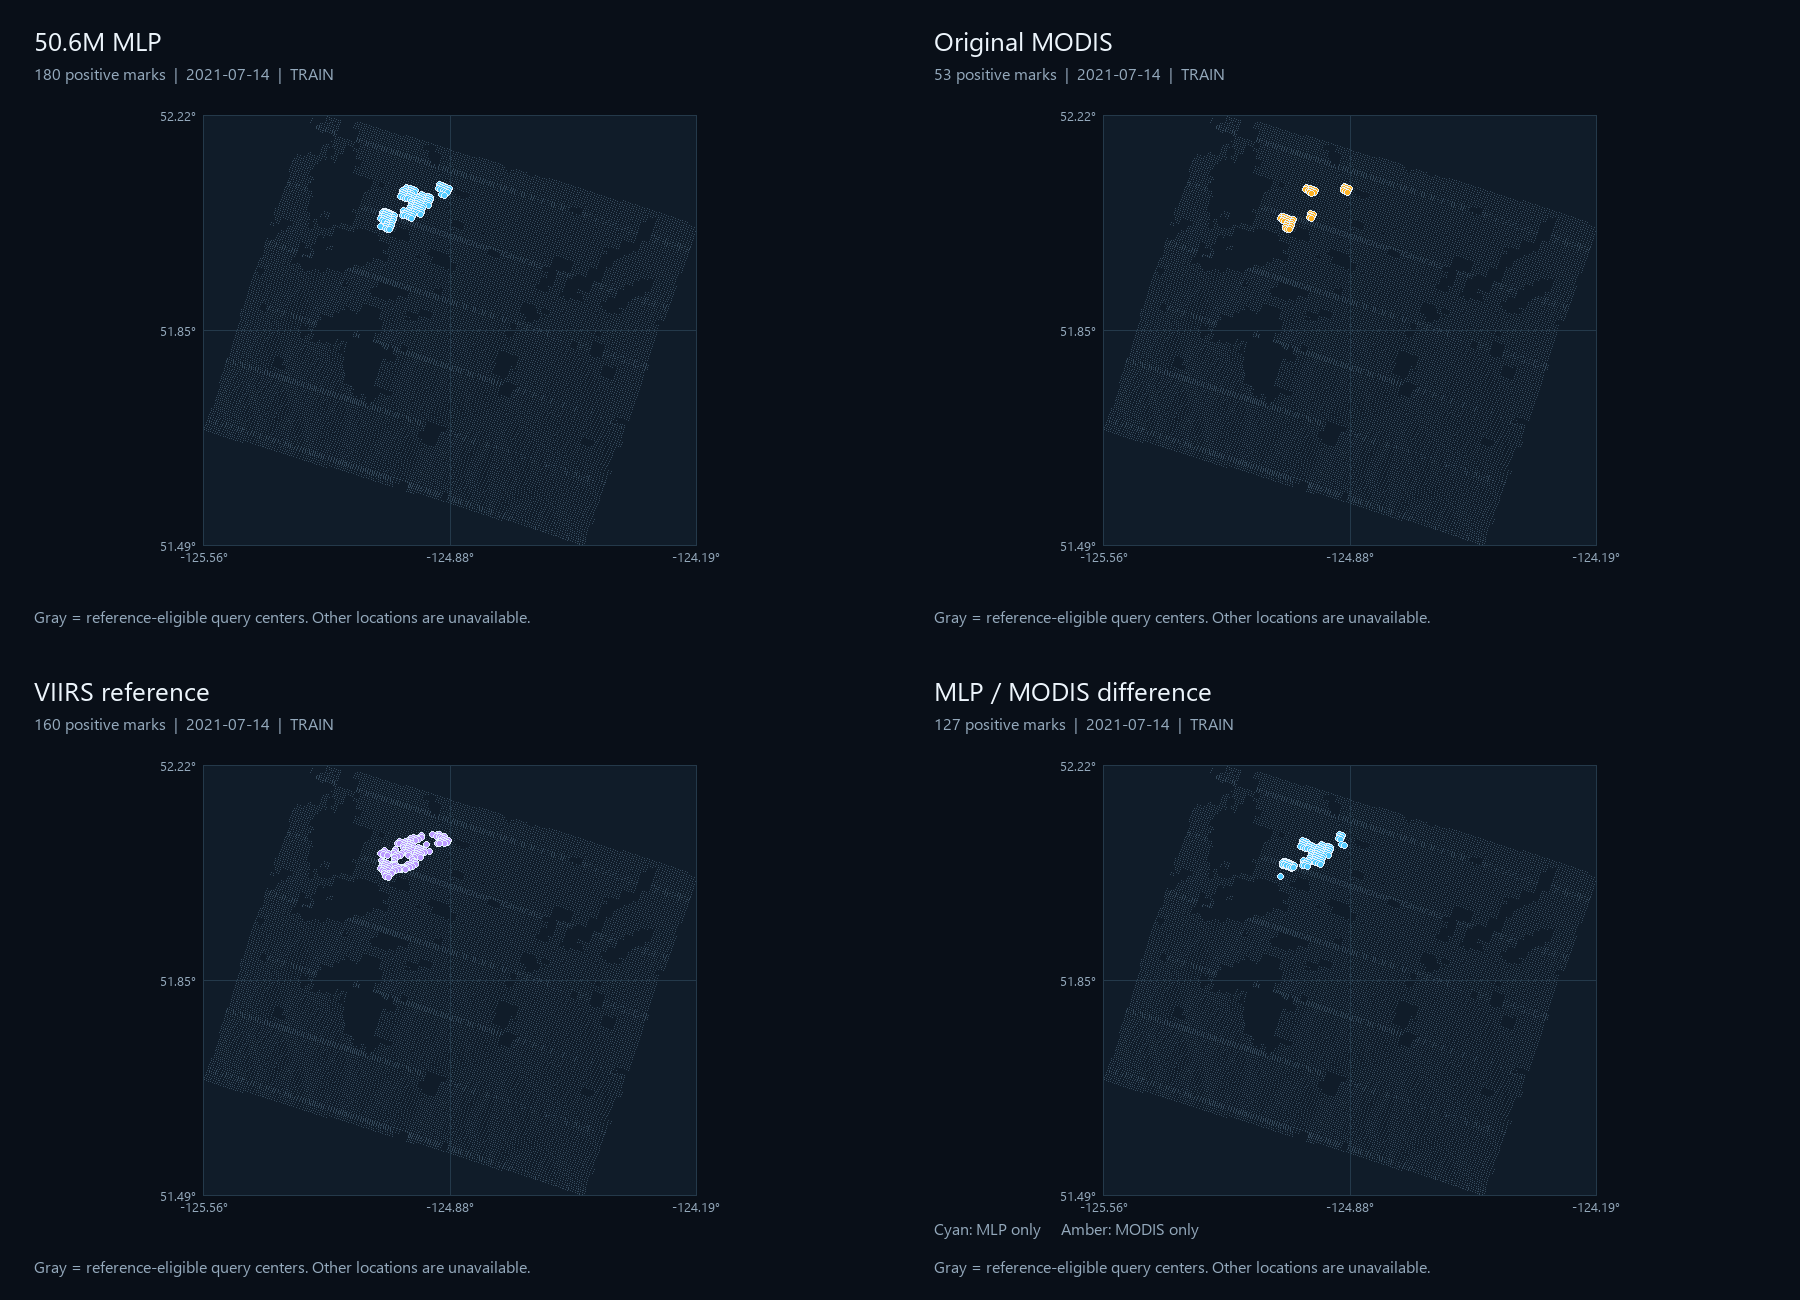 50.6M MLP
180 positive marks | 2021-07-14 | TRAIN
52.22°
51.85°
51.49°
-125.56°
-124.88°
-124.19°
Gray = reference-eligible query centers. Other locations are unavailable.
Original MODIS
53 positive marks | 2021-07-14 | TRAIN
52.22°
51.85°
51.49°
-125.56°
-124.88°
-124.19°
Gray = reference-eligible query centers. Other locations are unavailable.
VIIRS reference
160 positive marks | 2021-07-14 | TRAIN
52.22°
51.85°
51.49°
-125.56°
-124.88°
-124.19°
Gray = reference-eligible query centers. Other locations are unavailable.
MLP / MODIS difference
127 positive marks | 2021-07-14 | TRAIN
52.22°
51.85°
51.49°
-125.56°
-124.88°
-124.19°
Cyan: MLP only Amber: MODIS only
Gray = reference-eligible query centers. Other locations are unavailable.